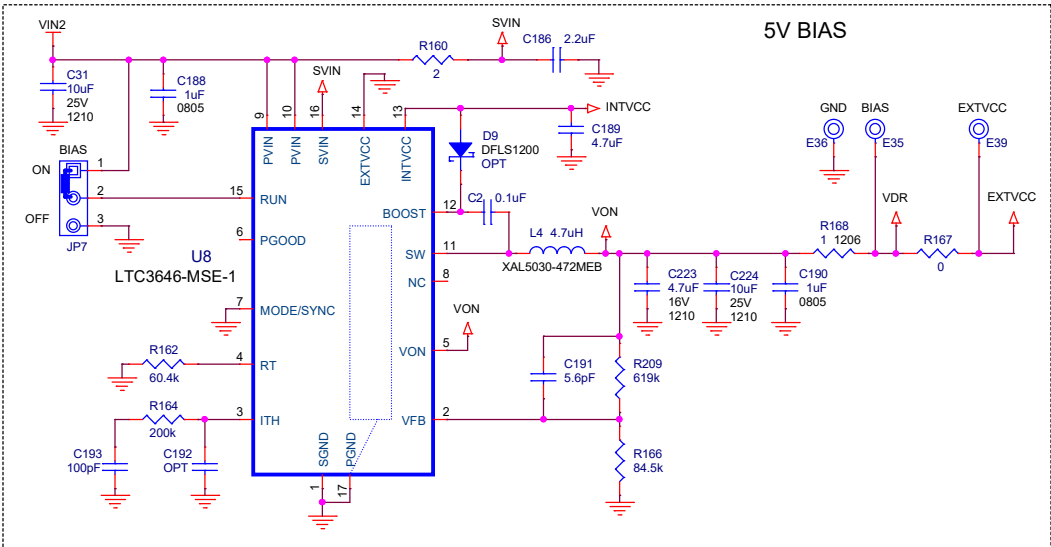 5V BIAS
VIN2
C31
10uF
25V
1210
C188
1uF
0805
R160
2
SVIN
C186
2.2uF
SVIN
9
10
16
14
13
PVIN
PVIN
SVIN
EXTVCC
INTVCC
INTVCC
C189
4.7uF
D9
DFLS1200
OPT
BIAS
ON
OFF
1
2
3
JP7
15
RUN
6
PGOOD
U8
LTC3646-MSE-1
7
MODE/SYNC
R162
60.4k
4
RT
R164
200k
3
ITH
C193
100pF
C192
OPT
SGND
PGND
1
17
BOOST
12
C2
0.1uF
SW
11
L4 4.7uH
XAL5030-472MEB
NC
8
VON
5
VON
VFB
2
VON
C191
5.6pF
R209
619k
R166
84.5k
C223
4.7uF
16V
1210
C224
10uF
25V
1210
C190
1uF
0805
R168
1 1206
GND
E36
BIAS
E35
EXTVCC
E39
VDR
R167
0
EXTVCC